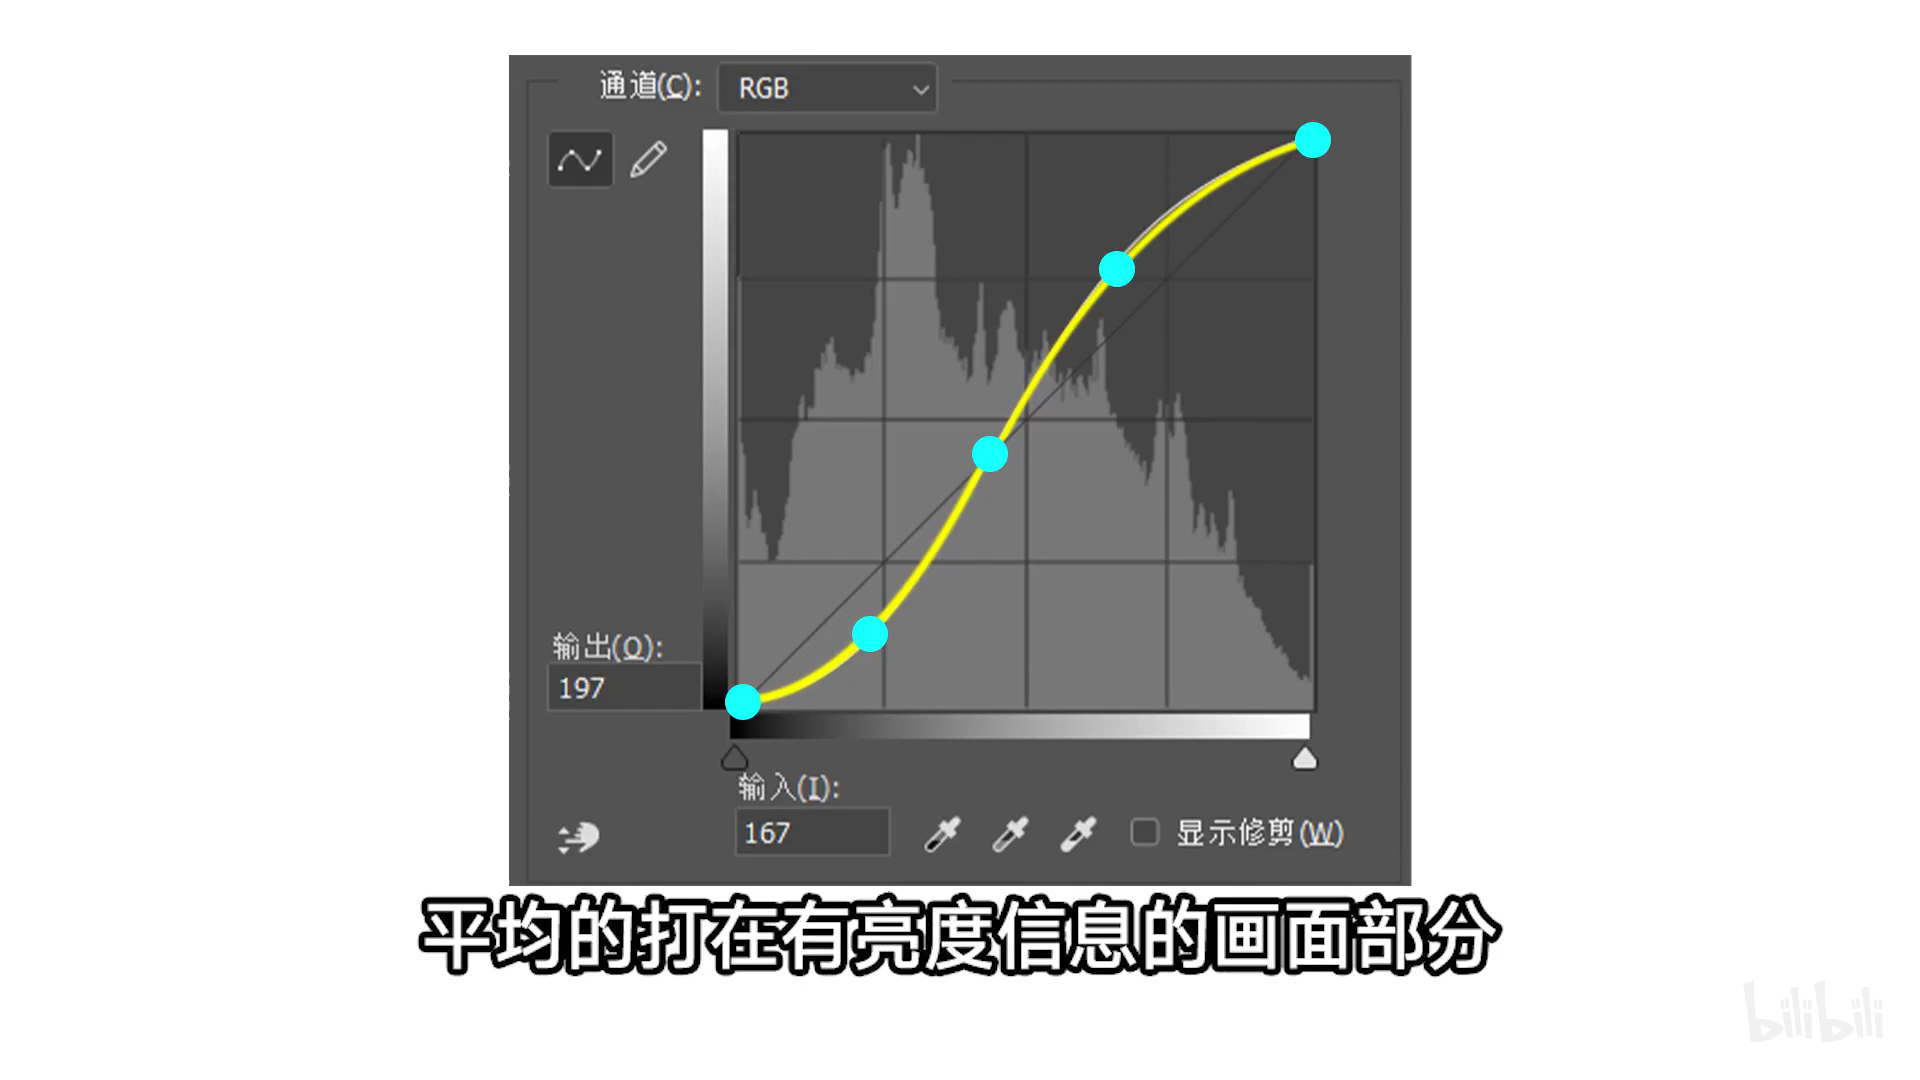 通道(C): RGB
输出(O):
197
输入(I):
167
显示修剪(W)
平均的打在有亮度信息的画面部分
bilibili